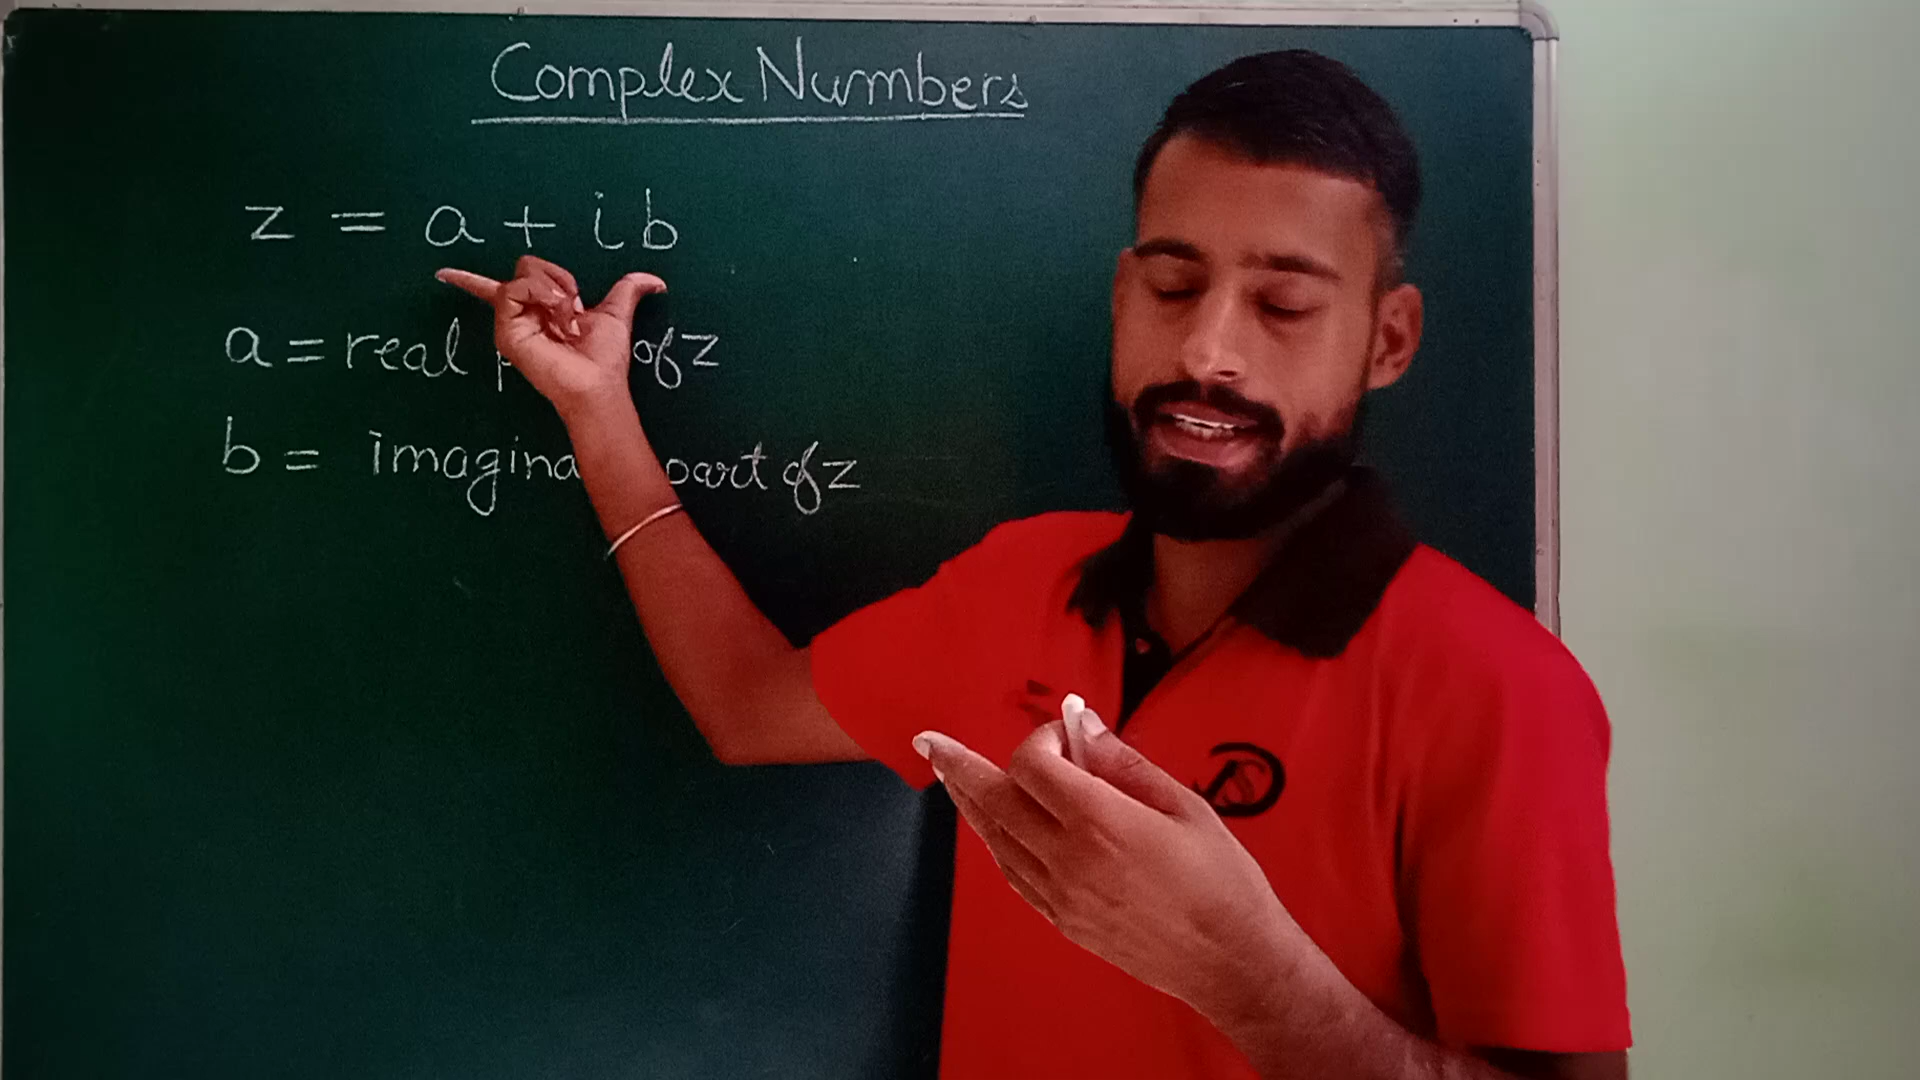 Complex Numbers
z = a + ib
a = real of z
b = imagina part of z